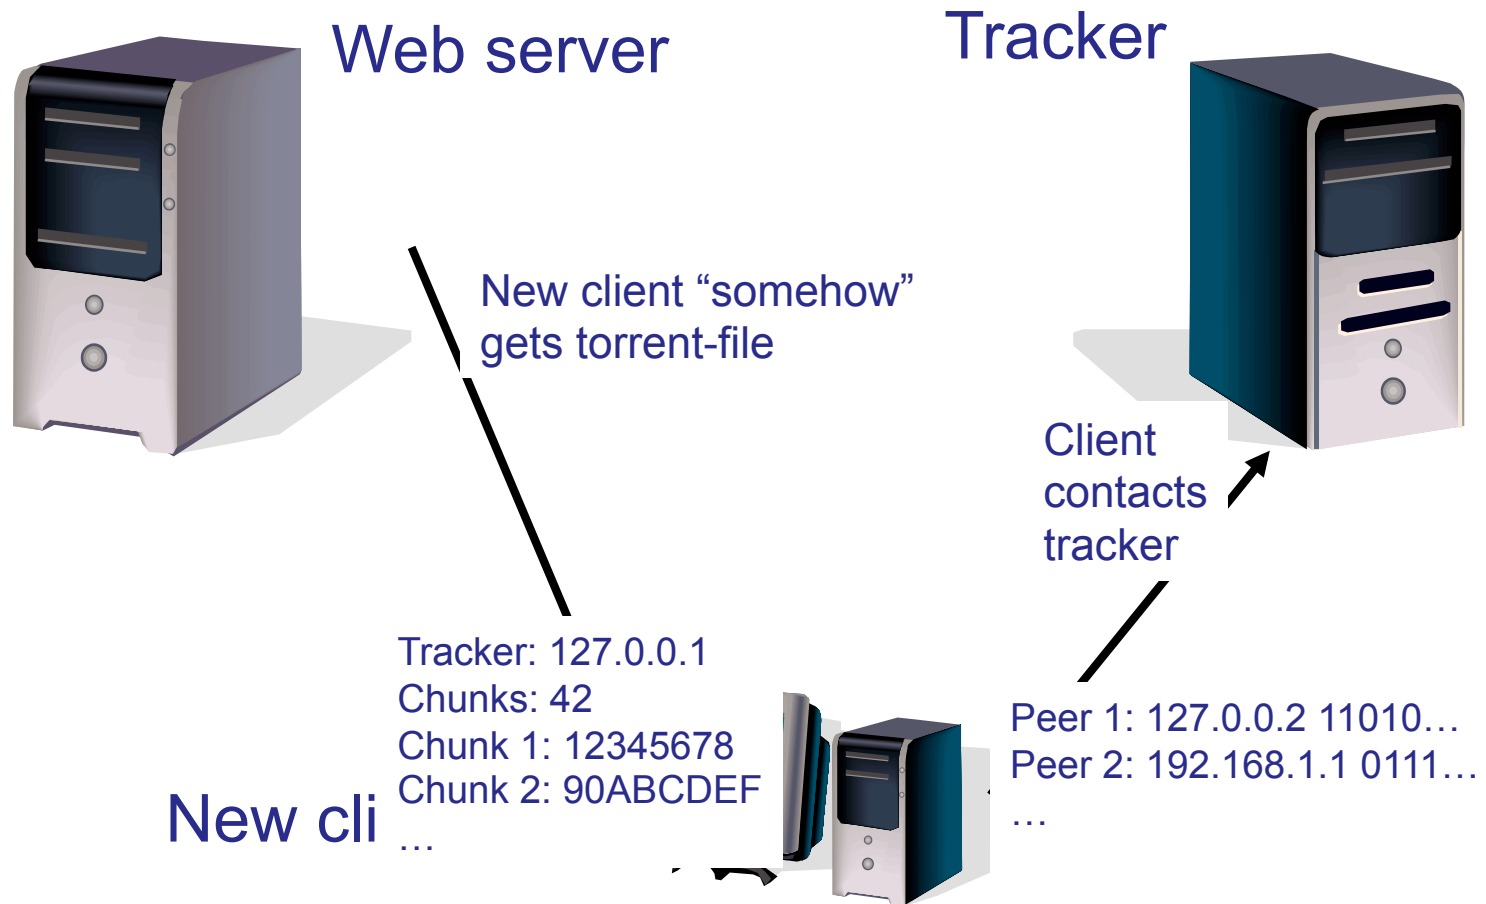 Web server
Tracker
New client “somehow”
gets torrent-file
Client
contacts
tracker
Tracker: 127.0.0.1
Chunks: 42
Chunk 1: 12345678
Chunk 2: 90ABCDEF
…
New cli
Peer 1: 127.0.0.2 11010…
Peer 2: 192.168.1.1 0111…
…